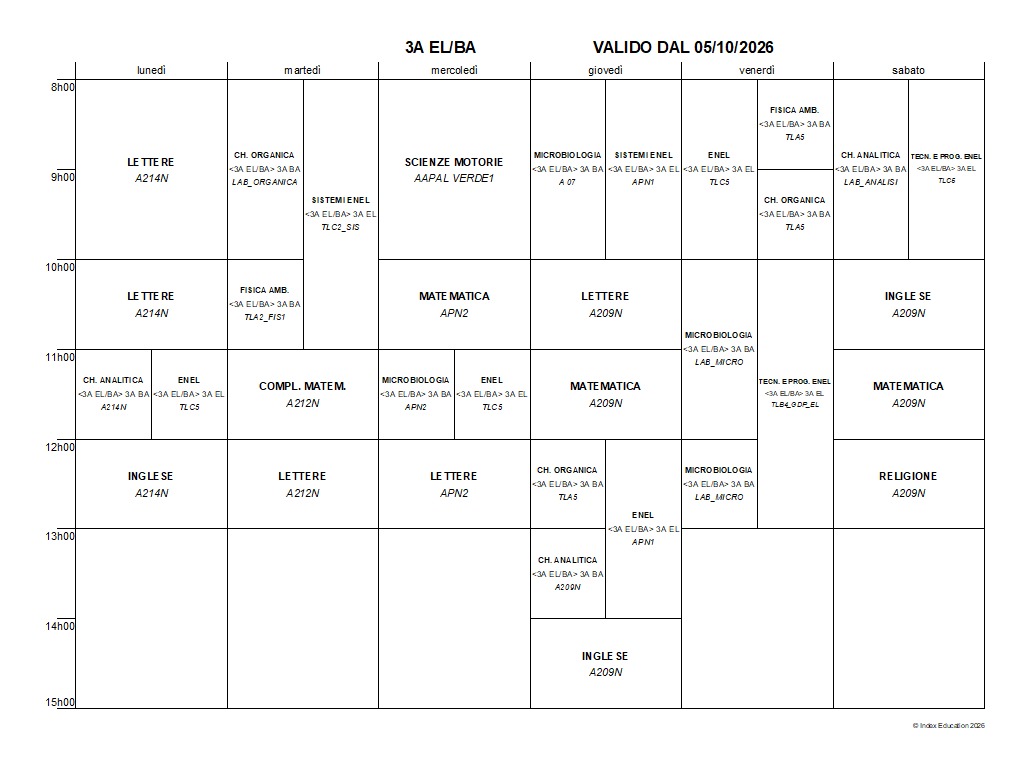 3A EL/BA VALIDO DAL 05/10/2026
lunedì martedì mercoledì giovedì venerdì sabato
8h00
LETTERE
A214N
CH. ORGANICA
<3A EL/BA> 3A BA
LAB_ORGANICA
SISTEMI ENEL
<3A EL/BA> 3A EL
TLC2_SIS
SCIENZE MOTORIE
AAPAL VERDE1
MICROBIOLOGIA
<3A EL/BA> 3A BA
A 07
SISTEMI ENEL
<3A EL/BA> 3A EL
APN1
ENEL
<3A EL/BA> 3A EL
TLC5
FISICA AMB.
<3A EL/BA> 3A BA
TLA5
CH. ANALITICA
<3A EL/BA> 3A BA
LAB_ANALISI
TECN. E PROG. ENEL
<3A EL/BA> 3A EL
TLC6
9h00
CH. ORGANICA
<3A EL/BA> 3A BA
TLA5
10h00
LETTERE
A214N
FISICA AMB.
<3A EL/BA> 3A BA
TLA2_FIS1
MATEMATICA
APN2
LETTERE
A209N
MICROBIOLOGIA
<3A EL/BA> 3A BA
LAB_MICRO
TECN. E PROG. ENEL
<3A EL/BA> 3A EL
TLB4_GDP_EL
INGLESE
A209N
11h00
CH. ANALITICA
<3A EL/BA> 3A BA
A214N
ENEL
<3A EL/BA> 3A EL
TLC5
COMPL. MATEM.
A212N
MICROBIOLOGIA
<3A EL/BA> 3A BA
APN2
ENEL
<3A EL/BA> 3A EL
TLC5
MATEMATICA
A209N
MATEMATICA
A209N
12h00
INGLESE
A214N
LETTERE
A212N
LETTERE
APN2
CH. ORGANICA
<3A EL/BA> 3A BA
TLA5
ENEL
<3A EL/BA> 3A EL
APN1
MICROBIOLOGIA
<3A EL/BA> 3A BA
LAB_MICRO
RELIGIONE
A209N
13h00
CH. ANALITICA
<3A EL/BA> 3A BA
A209N
14h00
INGLESE
A209N
15h00
© Index Education 2026